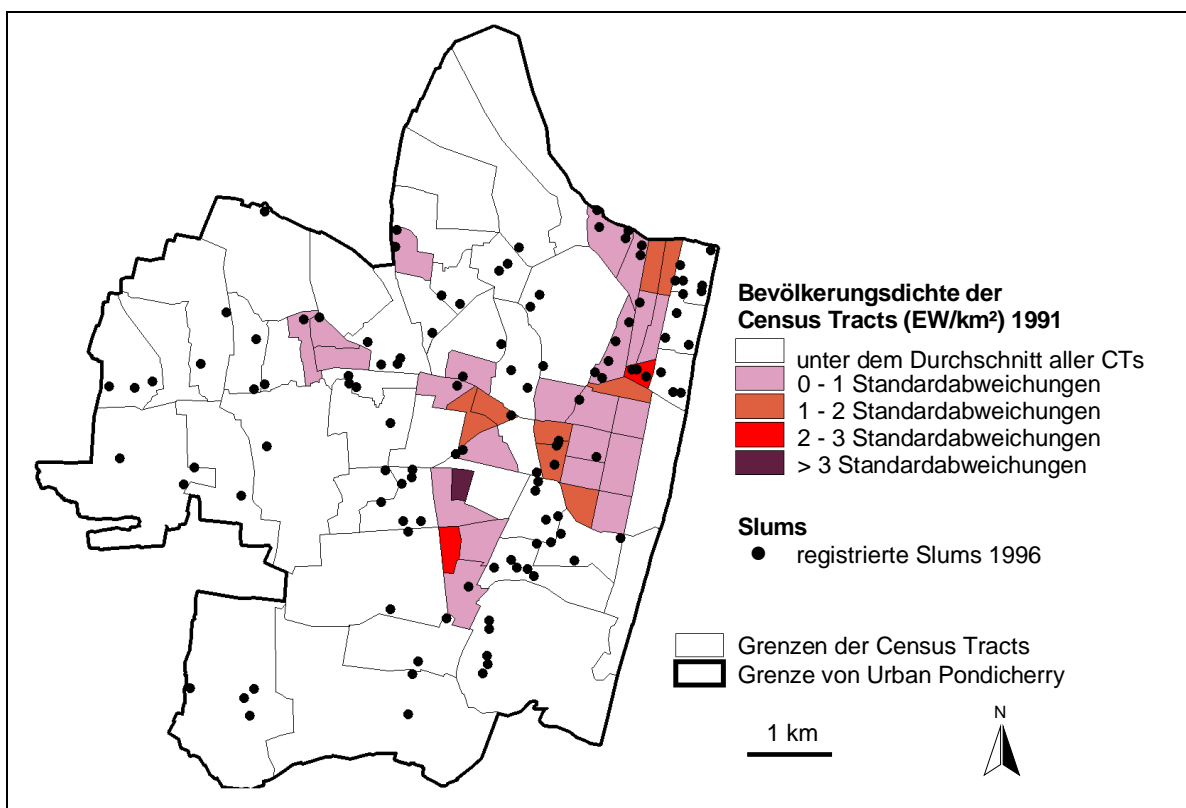 Bevölkerungsdichte der
Census Tracts (EW/km²) 1991
unter dem Durchschnitt aller CTs
0 - 1 Standardabweichungen
1 - 2 Standardabweichungen
2 - 3 Standardabweichungen
> 3 Standardabweichungen
Slums
registrierte Slums 1996
Grenzen der Census Tracts
Grenze von Urban Pondicherry
1 km
N